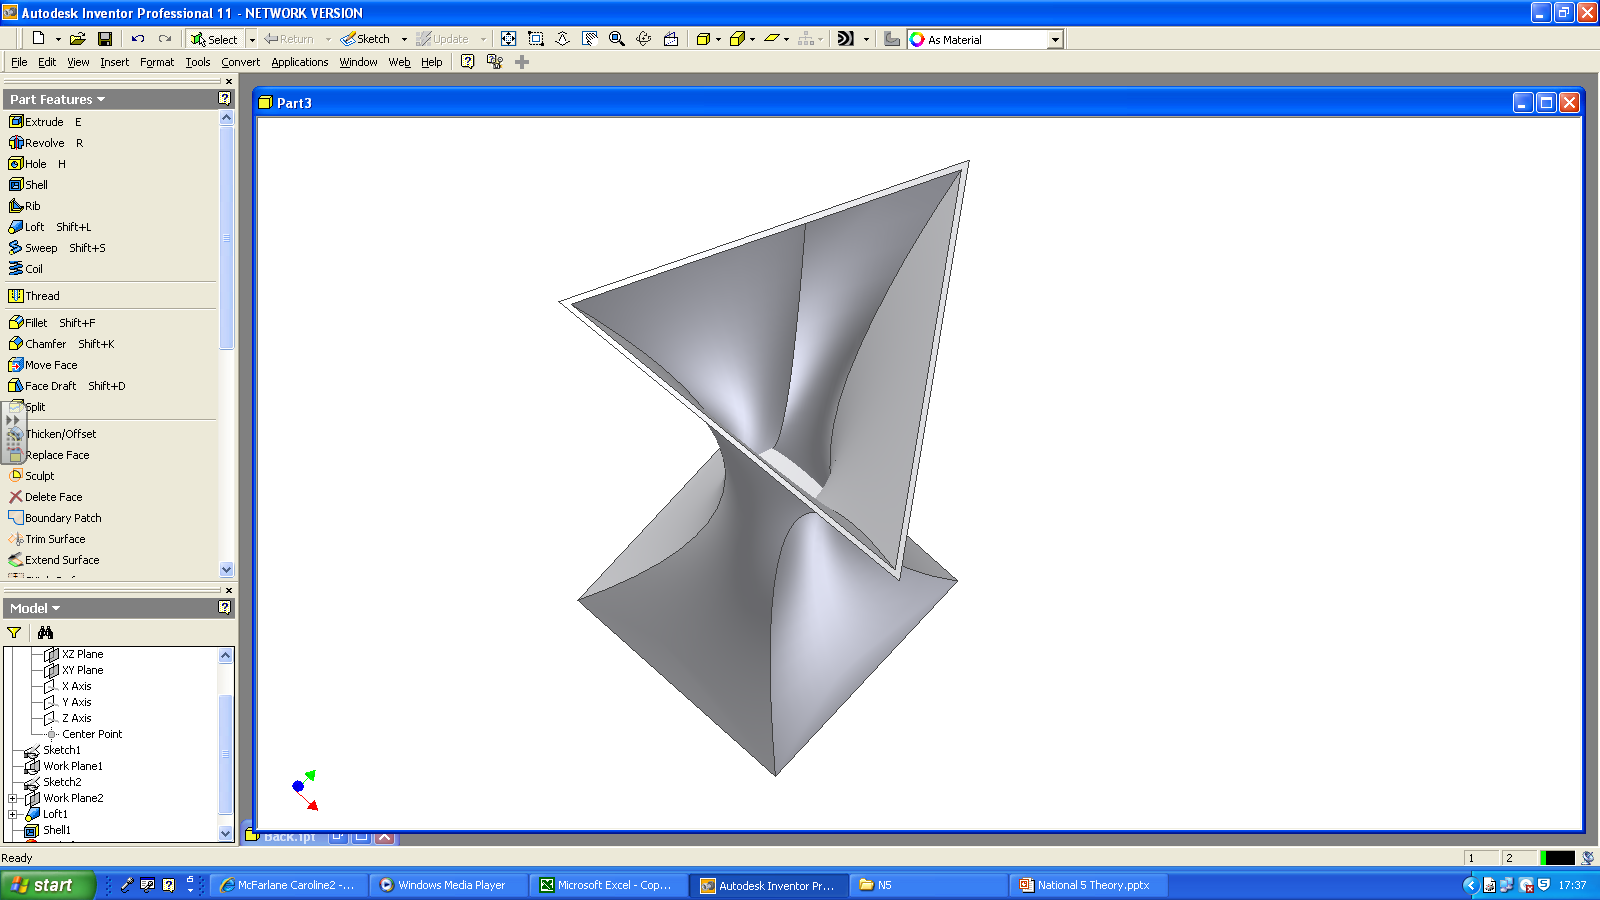 Autodesk Inventor Professional 11 - NETWORK VERSION
Select Return Sketch Update As Material
File Edit View Insert Format Tools Convert Applications Window Web Help
Part Features
Extrude E
Revolve R
Hole H
Shell
Rib
Loft Shift+L
Sweep Shift+S
Coil
Thread
Fillet Shift+F
Chamfer Shift+K
Move Face
Face Draft Shift+D
Split
Thicken/Offset
Replace Face
Sculpt
Delete Face
Boundary Patch
Trim Surface
Extend Surface
Model
XZ Plane
XY Plane
X Axis
Y Axis
Z Axis
Center Point
Sketch1
Work Plane1
Sketch2
Work Plane2
Loft1
Shell1
Part3
Back.ipt
Ready
1 2
start
McFarlane Caroline2 -...
Windows Media Player
Microsoft Excel - Cop...
Autodesk Inventor Pr...
N5
National 5 Theory.pptx
17:37